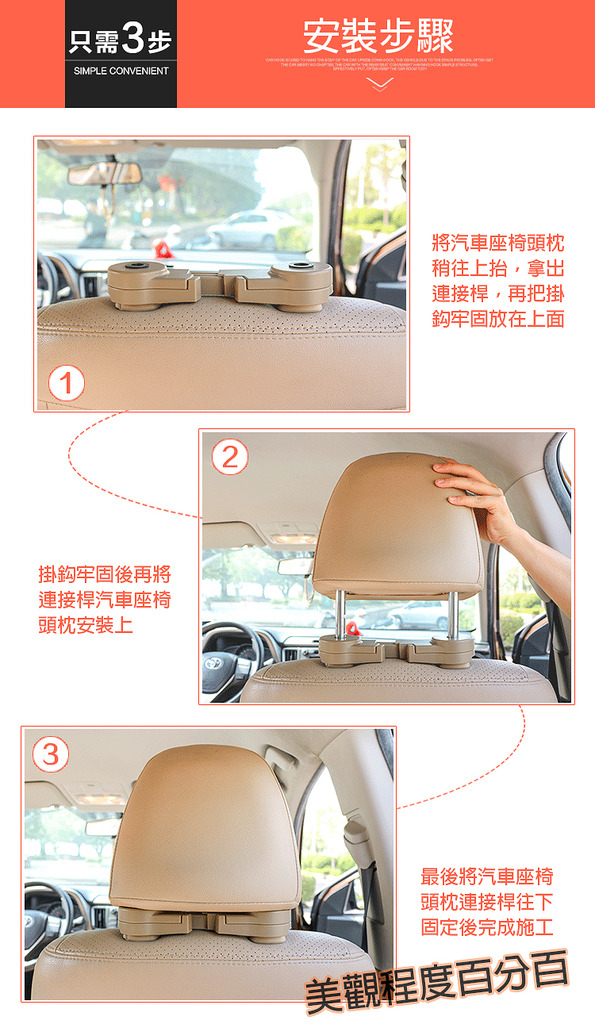 只需3步
SIMPLE CONVENIENT
安裝步驟
將汽車座椅頭枕
稍往上抬，拿出
連接桿，再把掛
鈎牢固放在上面
1
2
掛鈎牢固後再將
連接桿汽車座椅
頭枕安裝上
3
最後將汽車座椅
頭枕連接桿往下
固定後完成施工
美觀程度百分百